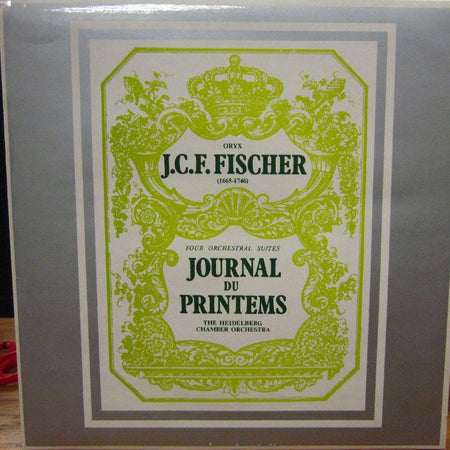 ORYX
J.C.F. FISCHER
(1665-1746)
FOUR ORCHESTRAL SUITES
JOURNAL
DU
PRINTEMS
THE HEIDELBERG
CHAMBER ORCHESTRA